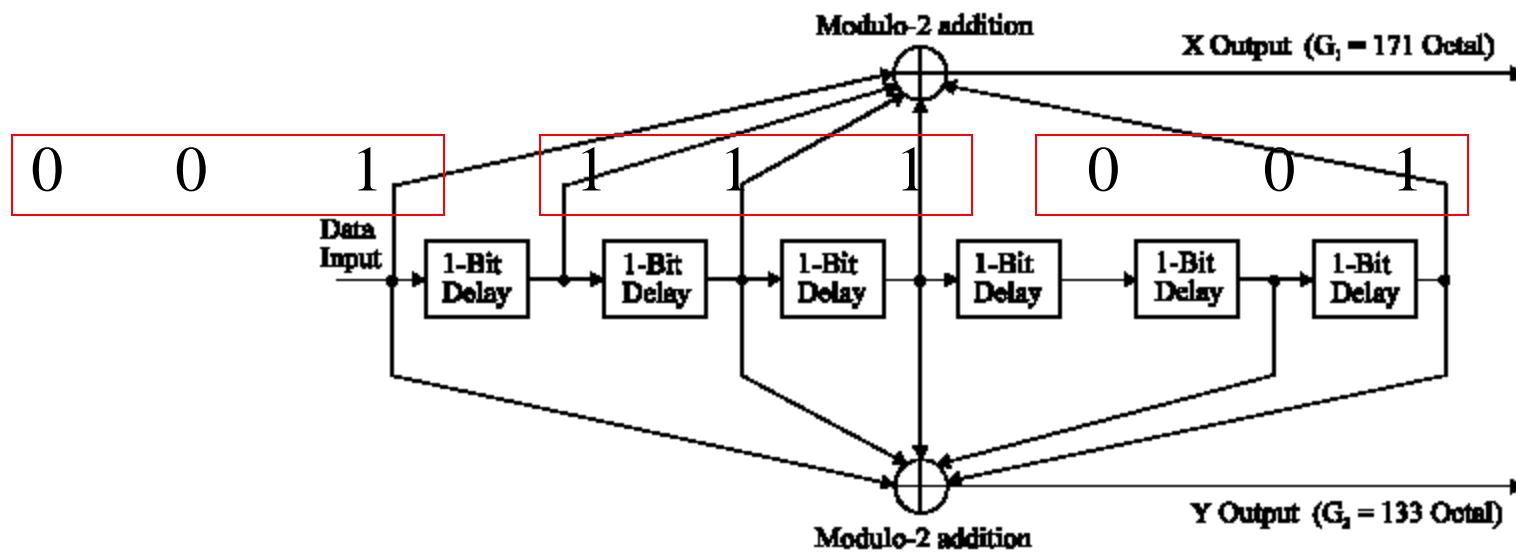 Modulo-2 addition
X Output (G₁ = 171 Octal)
0 0 1 1 1 1 0 0 1
Data
Input
1-Bit
Delay
1-Bit
Delay
1-Bit
Delay
1-Bit
Delay
1-Bit
Delay
1-Bit
Delay
Y Output (G₂ = 133 Octal)
Modulo-2 addition